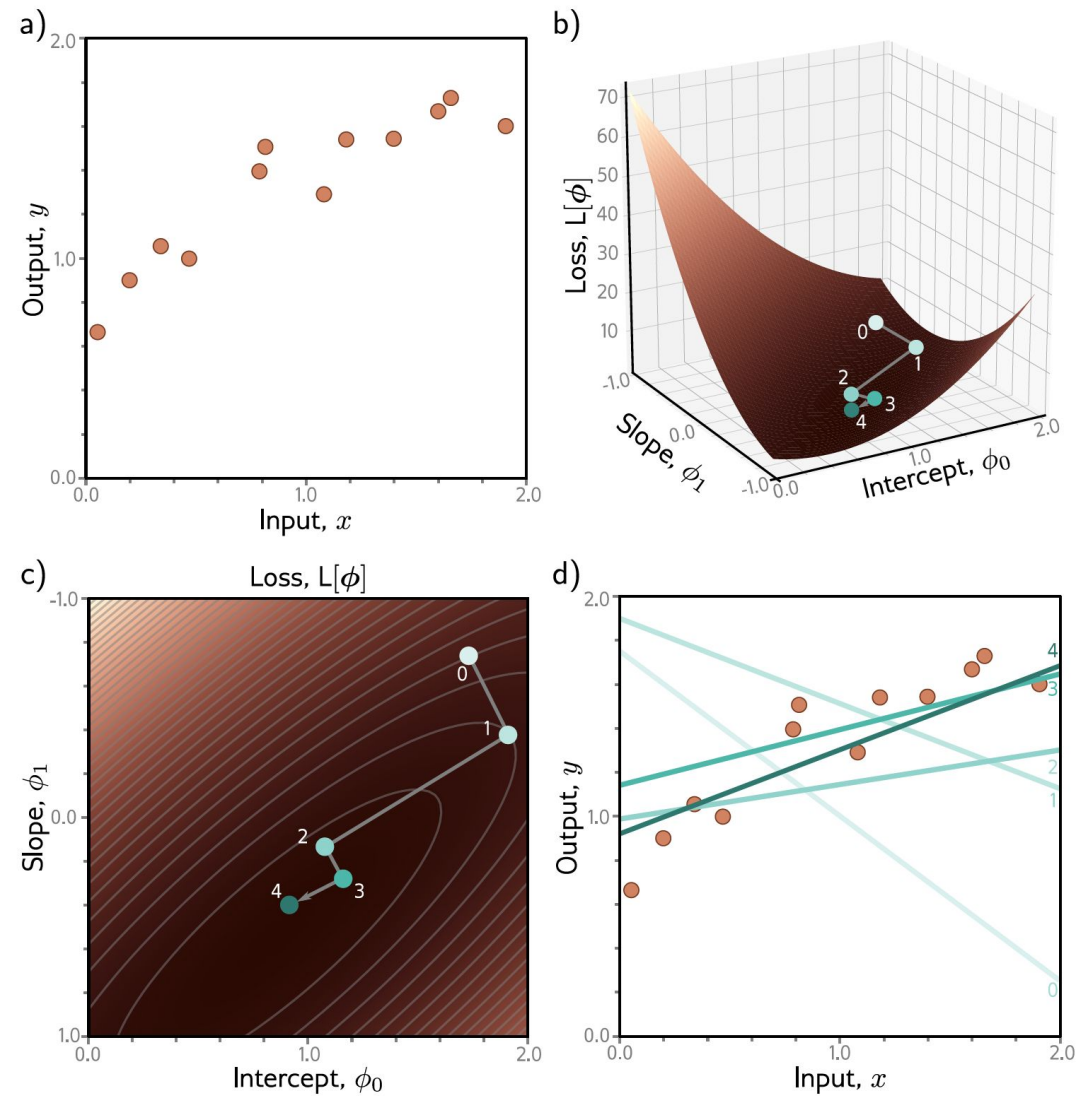 a)
2.0
1.0
0.0
Output, y
0.0 1.0 2.0
Input, x
b)
70
60
50
40
30
20
10
Loss, L[ϕ]
-1.0
0.0
-1.0
Slope, ϕ₁
0.0
1.0
2.0
Intercept, ϕ₀
0
1
2
3
4
c)
Loss, L[ϕ]
-1.0
0.0
1.0
Slope, ϕ₁
0
1
2
3
4
0.0 1.0 2.0
Intercept, ϕ₀
d)
2.0
1.0
0.0
Output, y
4
3
2
1
0
0.0 1.0 2.0
Input, x